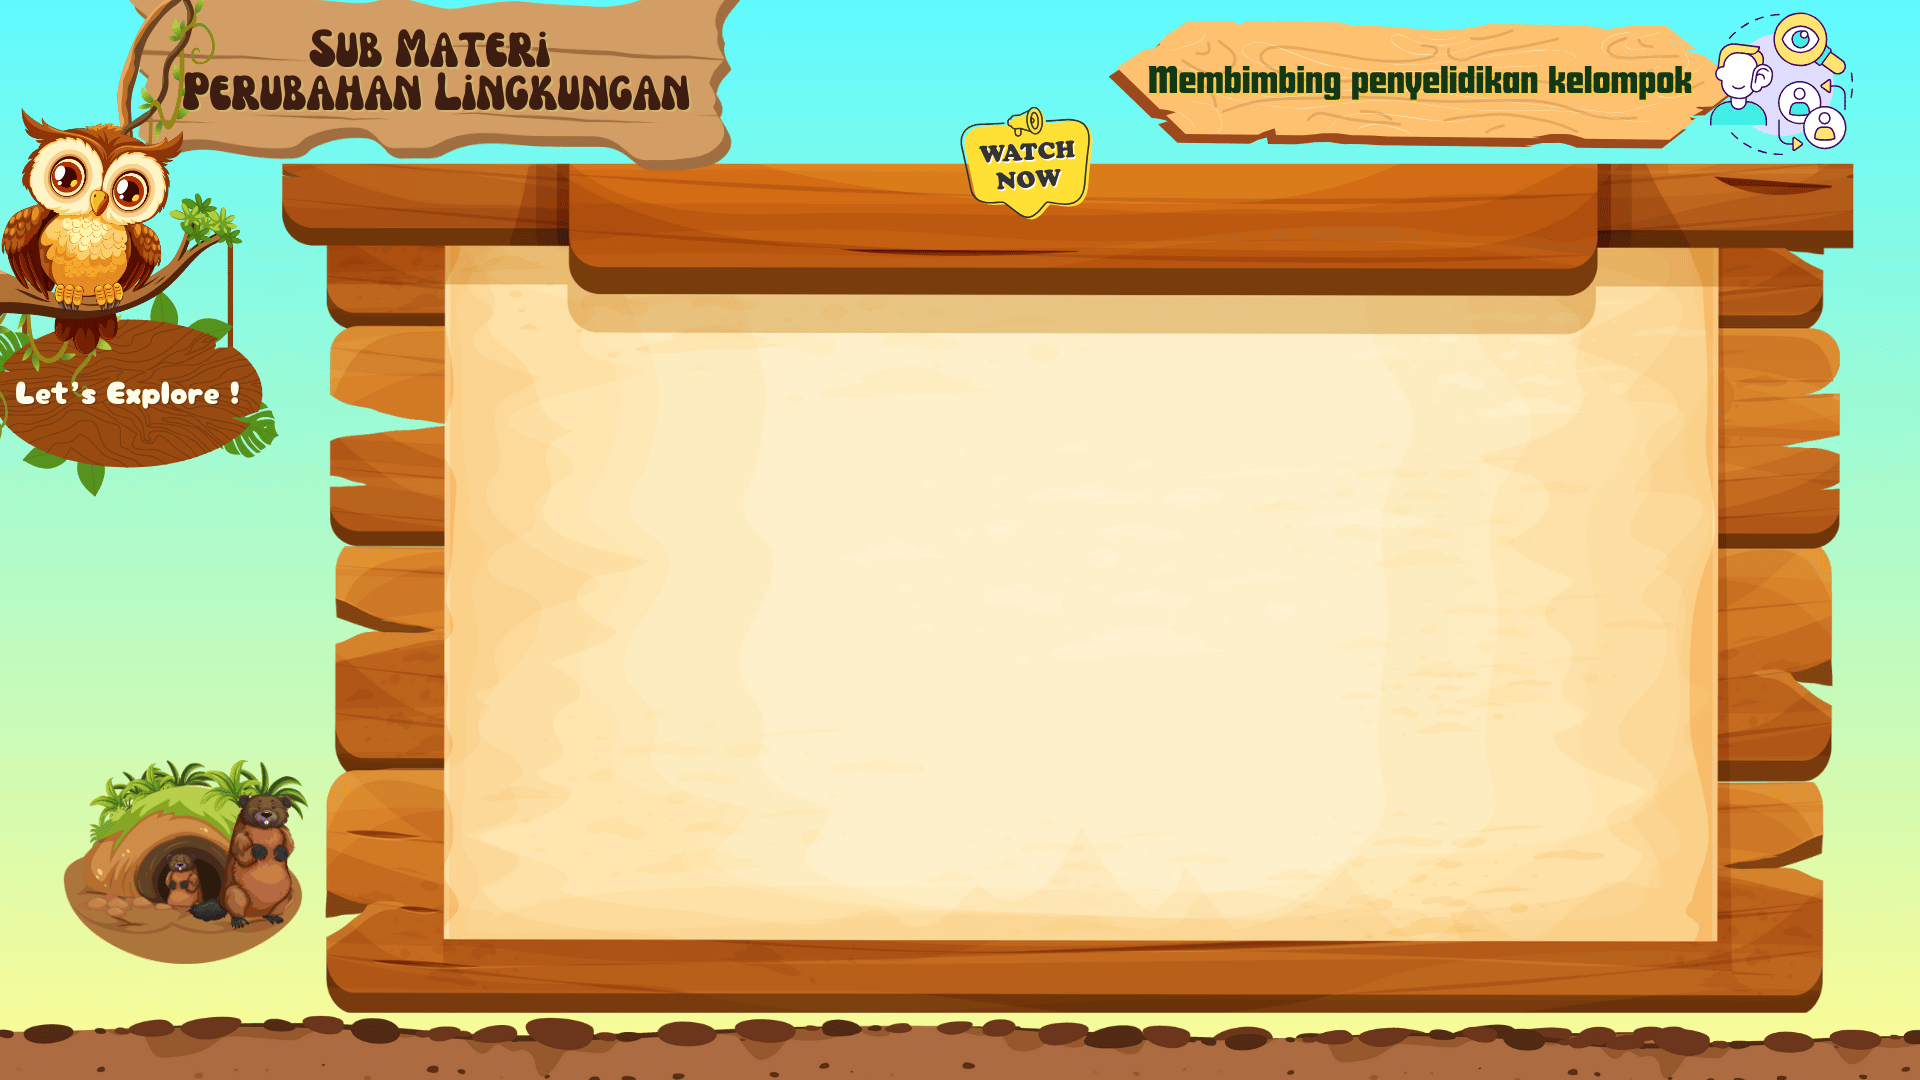 Sub Materi
Perubahan Lingkungan
Membimbing penyelidikan kelompok
WATCH
NOW
Let's Explore !